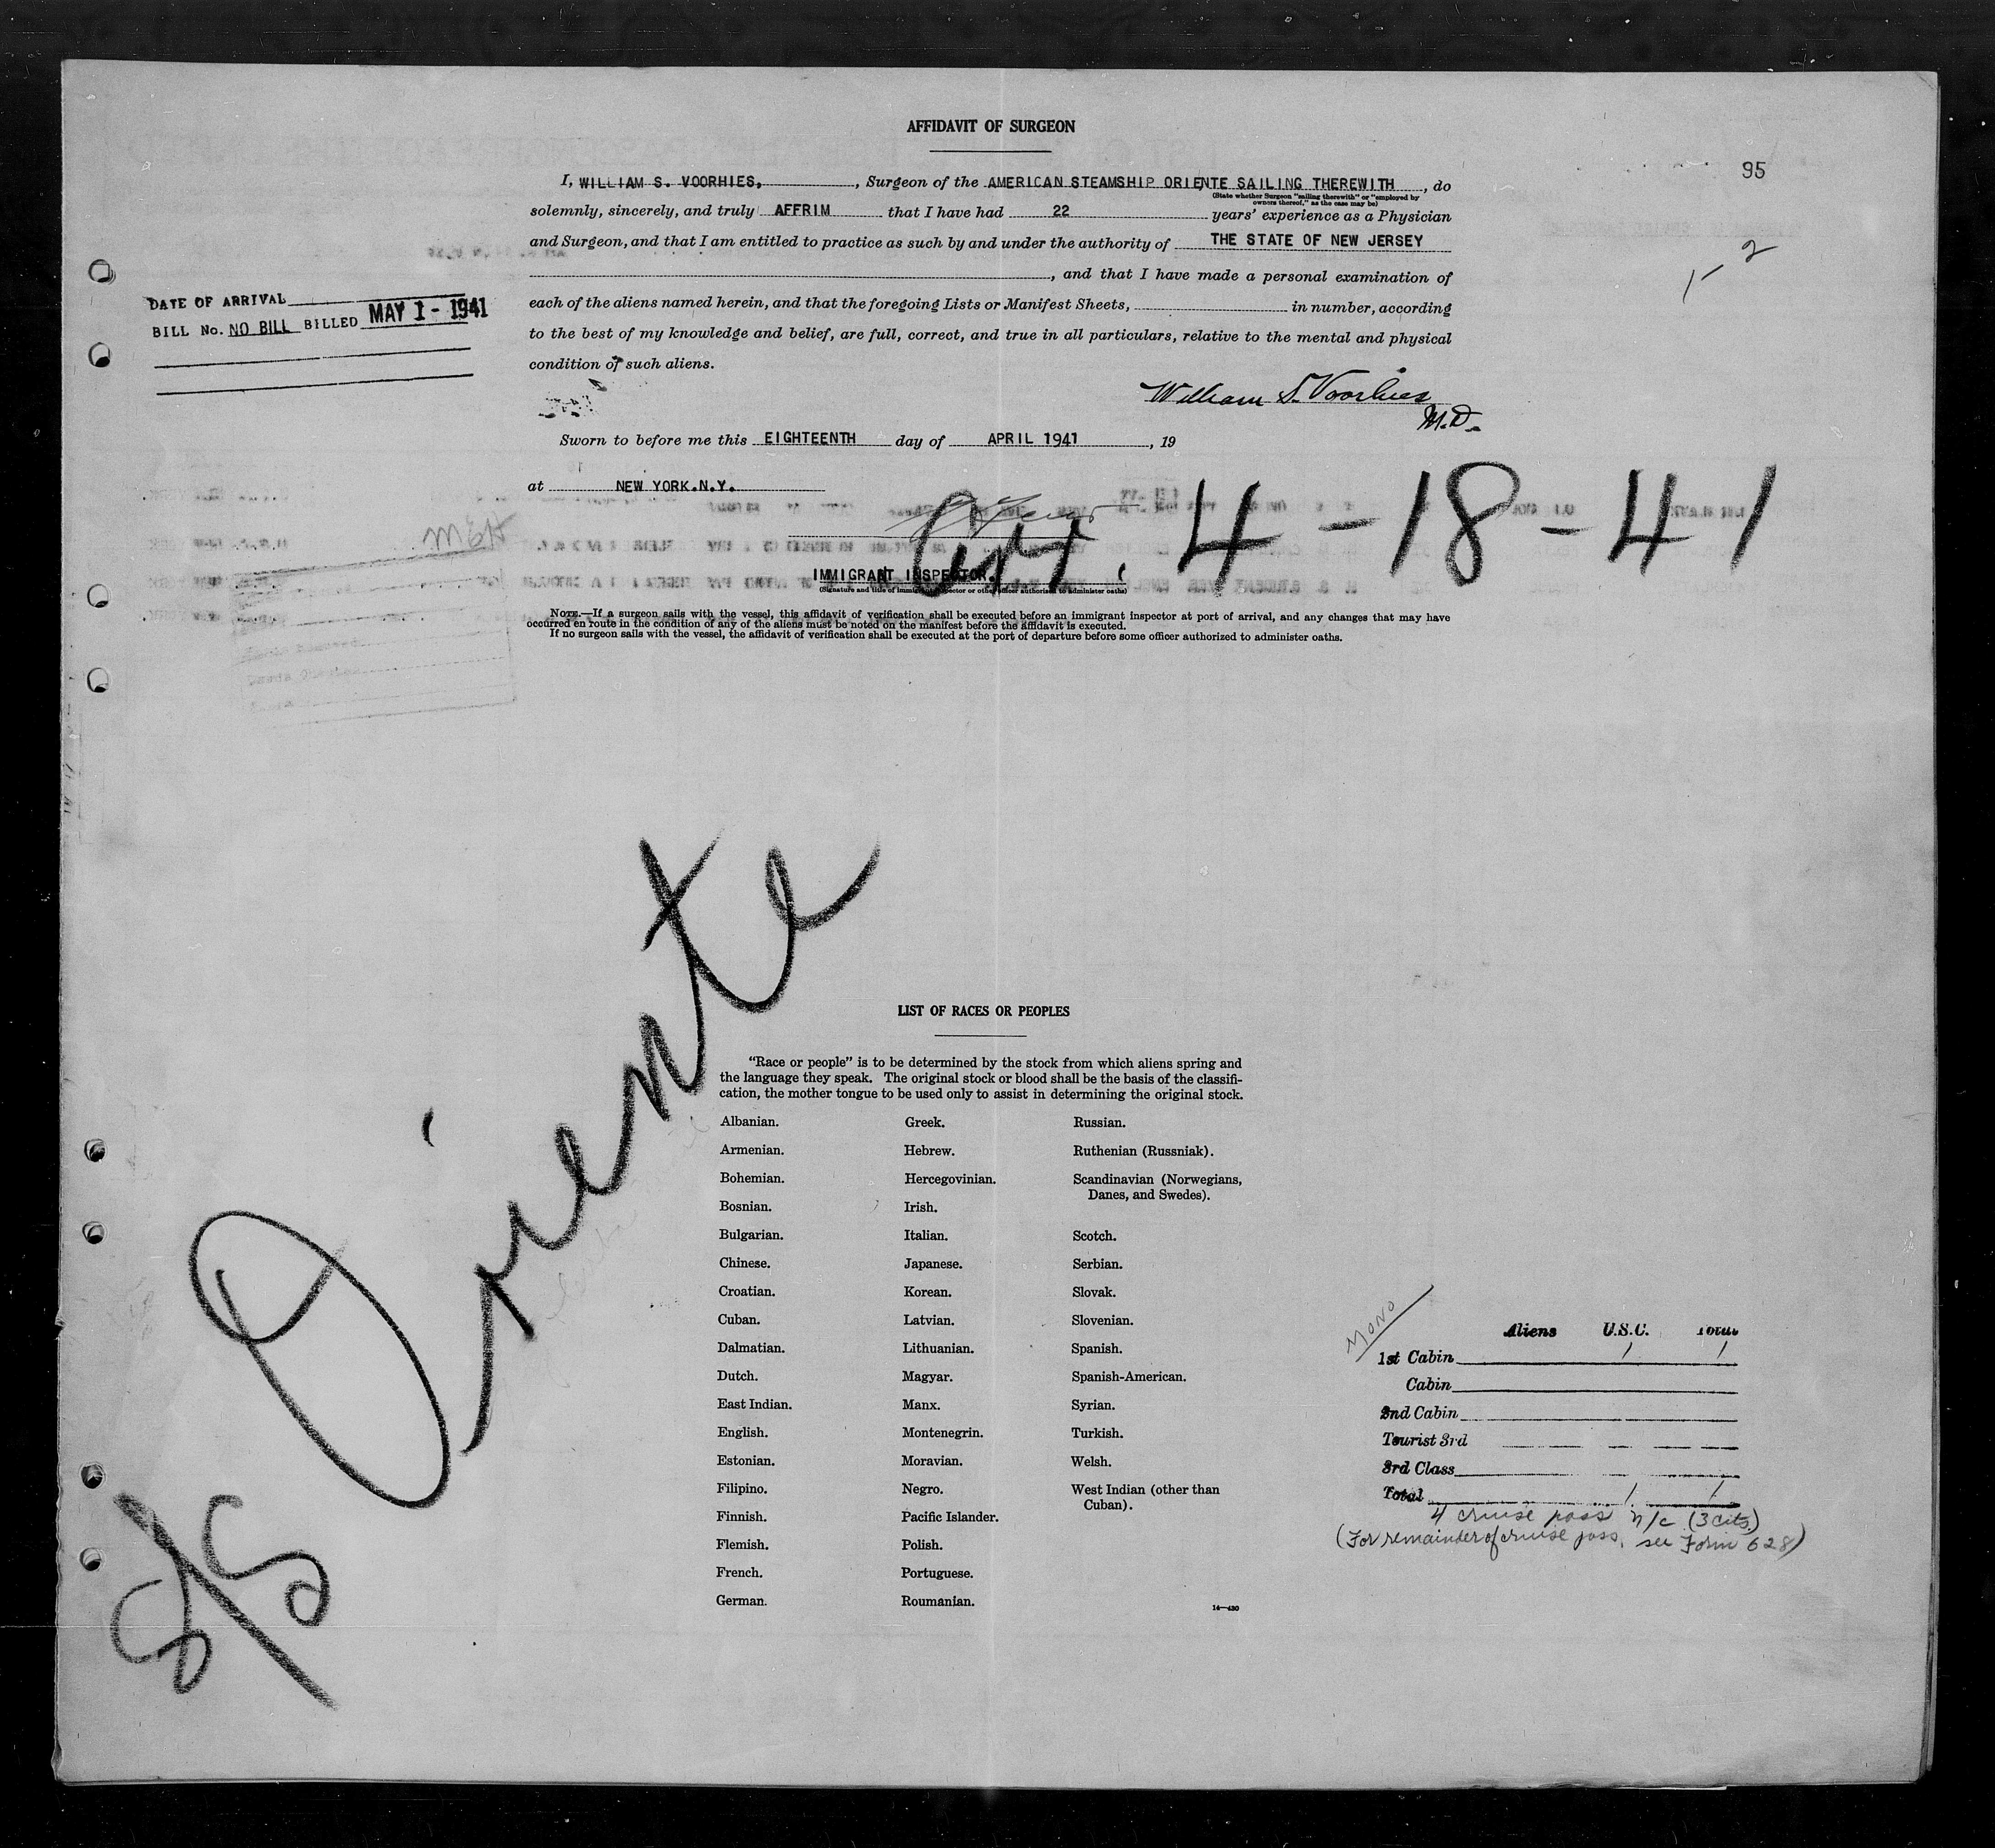 AFFIDAVIT OF SURGEON
95
I, WILLIAM S. VOORHIES, , Surgeon of the AMERICAN STEAMSHIP ORIENTE SAILING THEREWITH , do
(State whether Surgeon "sailing therewith" or "employed by
owners thereof," as the case may be)
solemnly, sincerely, and truly AFFRIM that I have had 22 years' experience as a Physician
and Surgeon, and that I am entitled to practice as such by and under the authority of THE STATE OF NEW JERSEY
, and that I have made a personal examination of
each of the aliens named herein, and that the foregoing Lists or Manifest Sheets, in number, according
to the best of my knowledge and belief, are full, correct, and true in all particulars, relative to the mental and physical
condition of such aliens.
DATE OF ARRIVAL
BILL No. NO BILL BILLED MAY 1 - 1941
William S. Voorhies
M.D.
Sworn to before me this EIGHTEENTH day of APRIL 1941 , 19
at NEW YORK.N.Y.
4-18-41
IMMIGRANT INSPECTOR.
(Signature and title of immigrant inspector or other officer authorized to administer oaths)
NOTE.—If a surgeon sails with the vessel, this affidavit of verification shall be executed before an immigrant inspector at port of arrival, and any changes that may have
occurred en route in the condition of any of the aliens must be noted on the manifest before the affidavit is executed.
If no surgeon sails with the vessel, the affidavit of verification shall be executed at the port of departure before some officer authorized to administer oaths.
S/S Oriente
LIST OF RACES OR PEOPLES
"Race or people" is to be determined by the stock from which aliens spring and
the language they speak. The original stock or blood shall be the basis of the classifi-
cation, the mother tongue to be used only to assist in determining the original stock.
Albanian.
Armenian.
Bohemian.
Bosnian.
Bulgarian.
Chinese.
Croatian.
Cuban.
Dalmatian.
Dutch.
East Indian.
English.
Estonian.
Filipino.
Finnish.
Flemish.
French.
German.
Greek.
Hebrew.
Hercegovinian.
Irish.
Italian.
Japanese.
Korean.
Latvian.
Lithuanian.
Magyar.
Manx.
Montenegrin.
Moravian.
Negro.
Pacific Islander.
Polish.
Portuguese.
Roumanian.
Russian.
Ruthenian (Russniak).
Scandinavian (Norwegians,
Danes, and Swedes).
Scotch.
Serbian.
Slovak.
Slovenian.
Spanish.
Spanish-American.
Syrian.
Turkish.
Welsh.
West Indian (other than
Cuban).
14—430
MONO
Aliens U.S.C. Total
1st Cabin 1 1
Cabin
2nd Cabin
Tourist 3rd
3rd Class
Total 1 1
4 cruise pass n/c (3 cits.)
(For remainder of cruise pass. see Form 628)